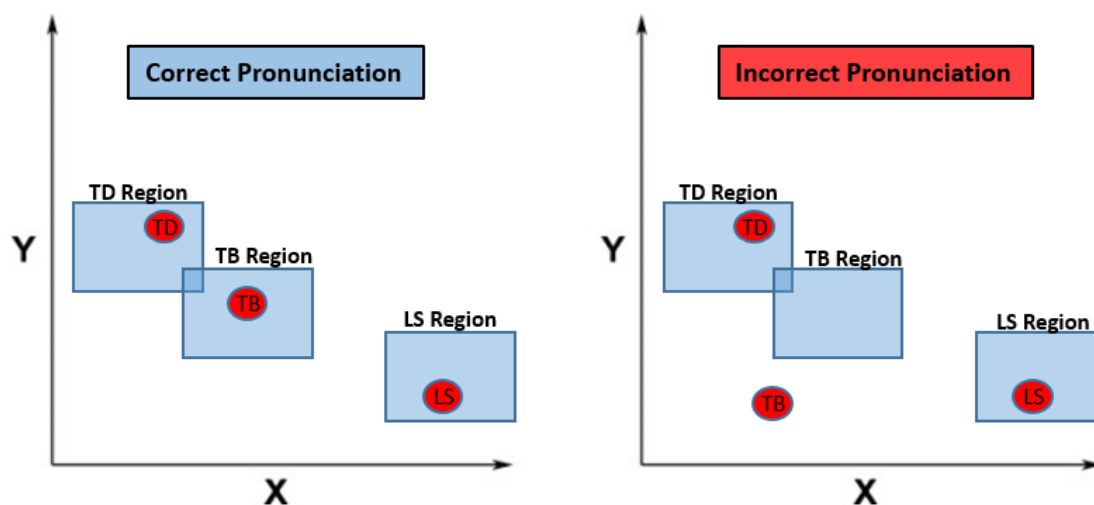 Correct Pronunciation
TD Region
TD
Y
TB Region
TB
LS Region
LS
X
Incorrect Pronunciation
TD Region
TD
Y
TB Region
LS Region
TB
LS
X